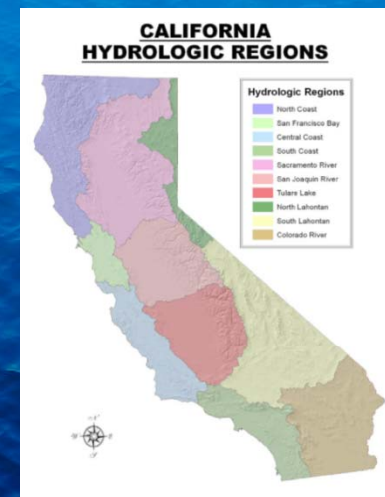 CALIFORNIA
HYDROLOGIC REGIONS
Hydrologic Regions
North Coast
San Francisco Bay
Central Coast
South Coast
Sacramento River
San Joaquin River
Tulare Lake
North Lahontan
South Lahontan
Colorado River
N
W
E
S